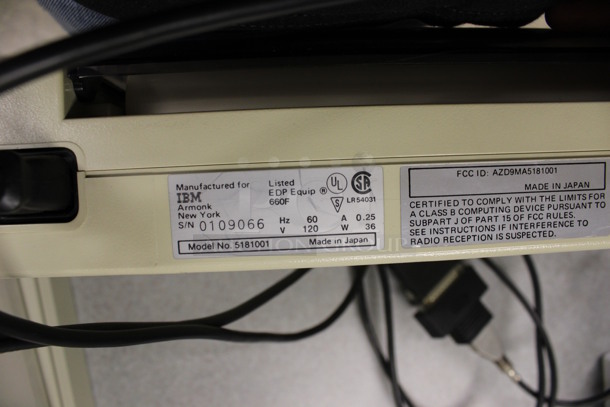 Manufactured for
IBM
Armonk
New York
S/N 0109066
Listed
EDP Equip ®
660F
UL
SA
LR54031
Hz 60 A 0.25
V 120 W 36
Model No. 5181001 Made in Japan
FCC ID: AZD9MA5181001
MADE IN JAPAN
CERTIFIED TO COMPLY WITH THE LIMITS FOR
A CLASS B COMPUTING DEVICE PURSUANT TO
SUBPART J OF PART 15 OF FCC RULES.
SEE INSTRUCTIONS IF INTERFERENCE TO
RADIO RECEPTION IS SUSPECTED.